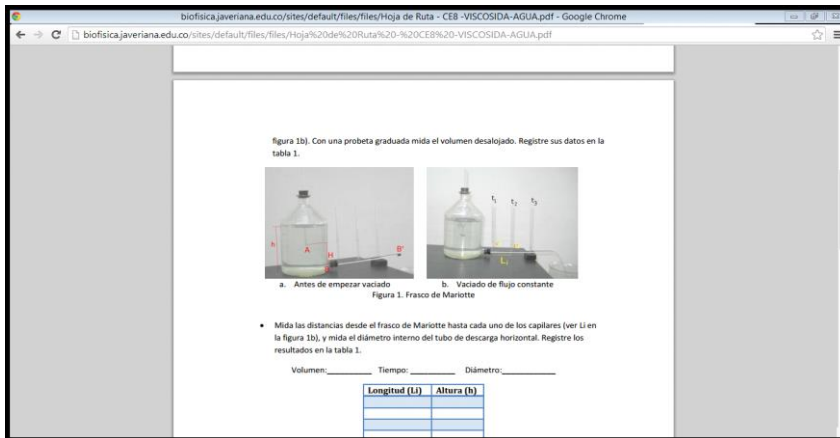 biofisica.javeriana.edu.co/sites/default/files/files/Hoja de Ruta - CE8 -VISCOSIDA-AGUA.pdf - Google Chrome
biofisica.javeriana.edu.co/sites/default/files/files/Hoja%20de%20Ruta%20-%20CE8%20-VISCOSIDA-AGUA.pdf
figura 1b). Con una probeta graduada mida el volumen desalojado. Registre sus datos en la
tabla 1.
h A H B'
t1 t2 t3
a. Antes de empezar vaciado b. Vaciado de flujo constante
Figura 1. Frasco de Mariotte
• Mida las distancias desde el frasco de Mariotte hasta cada uno de los capilares (ver Li en
la figura 1b), y mida el diámetro interno del tubo de descarga horizontal. Registre los
resultados en la tabla 1.
Volumen:__________ Tiempo: __________ Diámetro:____________
Longitud (Li) Altura (h)